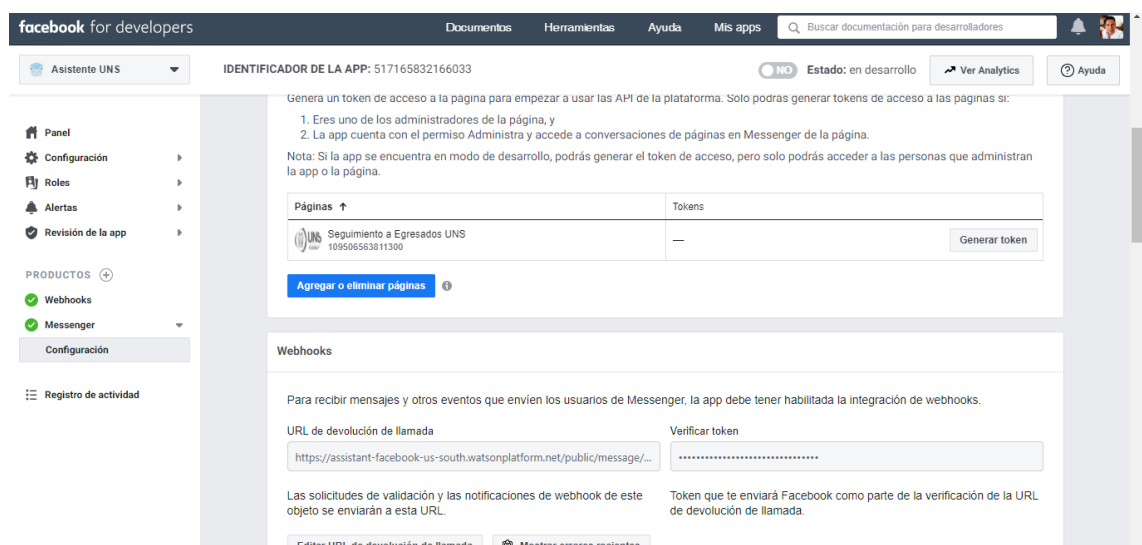 facebook for developers
Documentos
Herramientas
Ayuda
Mis apps
Buscar documentación para desarrolladores
Asistente UNS
IDENTIFICADOR DE LA APP: 517165832166033
NO
Estado: en desarrollo
Ver Analytics
Ayuda
Panel
Configuración
Roles
Alertas
Revisión de la app
PRODUCTOS
Webhooks
Messenger
Configuración
Registro de actividad
Genera un token de acceso a la página para empezar a usar las API de la plataforma. Solo podrás generar tokens de acceso a las páginas si:
1. Eres uno de los administradores de la página, y
2. La app cuenta con el permiso Administra y accede a conversaciones de páginas en Messenger de la página.
Nota: Si la app se encuentra en modo de desarrollo, podrás generar el token de acceso, pero solo podrás acceder a las personas que administran
la app o la página.
Páginas ↑
Tokens
UNS
Seguimiento a Egresados UNS
109506563811300
—
Generar token
Agregar o eliminar páginas
Webhooks
Para recibir mensajes y otros eventos que envíen los usuarios de Messenger, la app debe tener habilitada la integración de webhooks.
URL de devolución de llamada
Verificar token
https://assistant-facebook-us-south.watsonplatform.net/public/message/...
••••••••••••••••••••••••••••••••
Las solicitudes de validación y las notificaciones de webhook de este
objeto se enviarán a esta URL.
Token que te enviará Facebook como parte de la verificación de la URL
de devolución de llamada.
Editar URL de devolución de llamada
Mostrar errores recientes